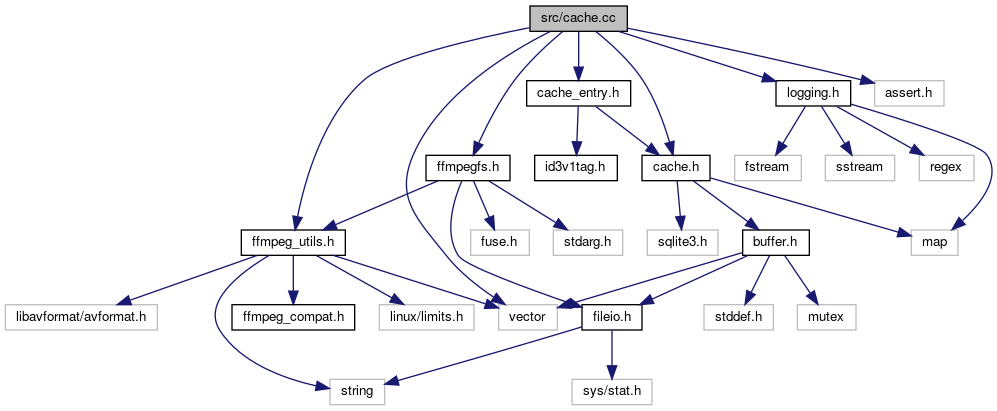 src/cache.cc
cache_entry.h
logging.h
assert.h
ffmpegfs.h
id3v1tag.h
cache.h
fstream
sstream
regex
ffmpeg_utils.h
fuse.h
stdarg.h
sqlite3.h
buffer.h
map
libavformat/avformat.h
ffmpeg_compat.h
linux/limits.h
vector
fileio.h
stddef.h
mutex
string
sys/stat.h